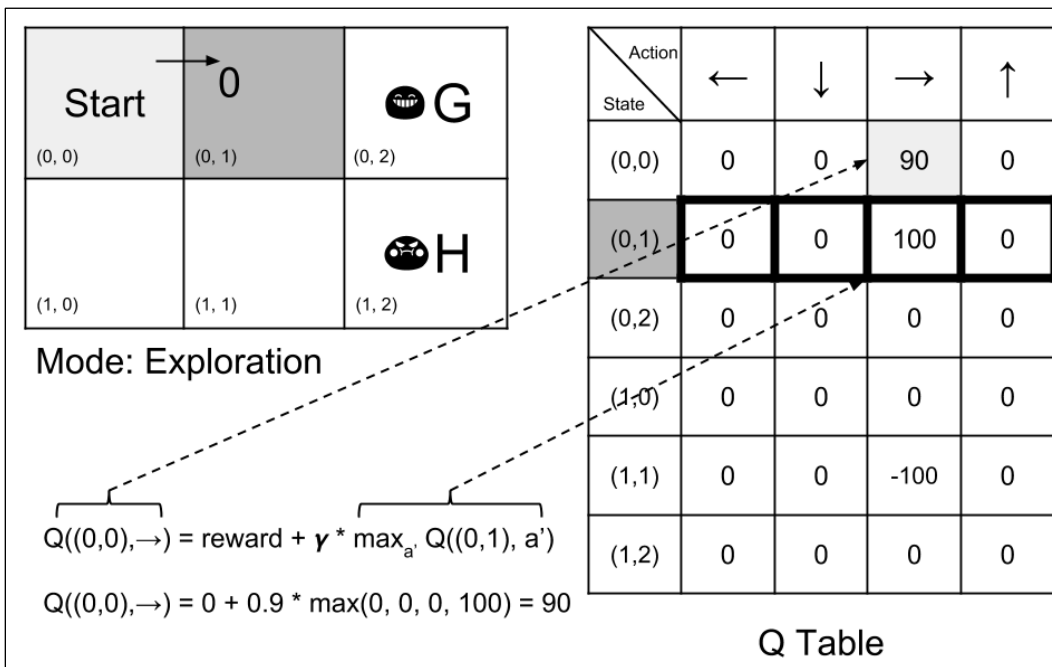 Start
0
G
(0, 0)
(0, 1)
(0, 2)
H
(1, 0)
(1, 1)
(1, 2)
Mode: Exploration
Q((0,0),→) = reward + γ * maxa' Q((0,1), a')
Q((0,0),→) = 0 + 0.9 * max(0, 0, 0, 100) = 90
Action
State
← ↓ → ↑
(0,0) 0 0 90 0
(0,1) 0 0 100 0
(0,2) 0 0 0 0
(1,0) 0 0 0 0
(1,1) 0 0 -100 0
(1,2) 0 0 0 0
Q Table